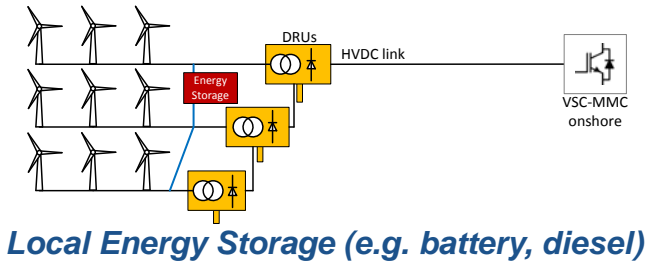 DRUs
HVDC link
Energy
Storage
VSC-MMC
onshore
Local Energy Storage (e.g. battery, diesel)